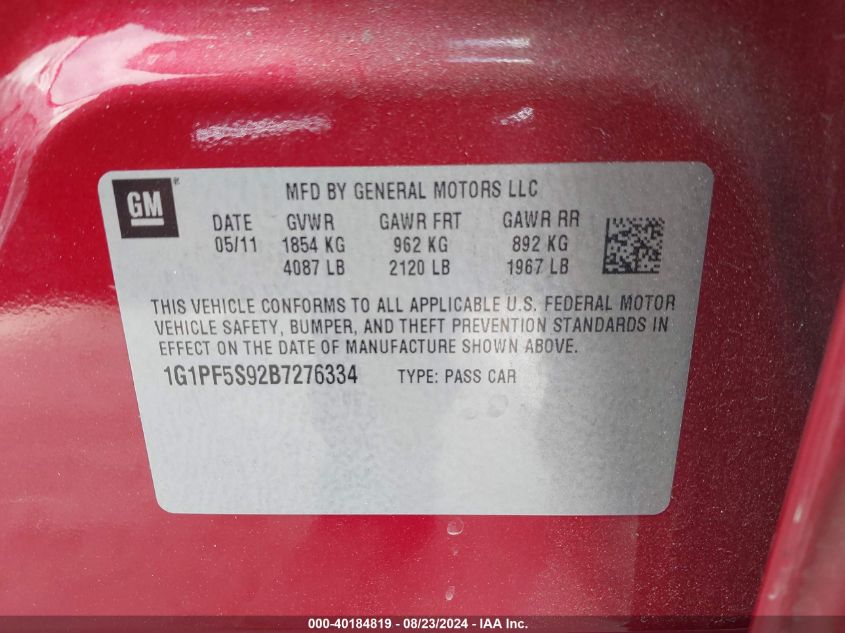 GM
MFD BY GENERAL MOTORS LLC
DATE GVWR GAWR FRT GAWR RR
05/11 1854 KG 962 KG 892 KG
4087 LB 2120 LB 1967 LB
THIS VEHICLE CONFORMS TO ALL APPLICABLE U.S. FEDERAL MOTOR
VEHICLE SAFETY, BUMPER, AND THEFT PREVENTION STANDARDS IN
EFFECT ON THE DATE OF MANUFACTURE SHOWN ABOVE.
1G1PF5S92B7276334 TYPE: PASS CAR
000-40184819 - 08/23/2024 - IAA Inc.